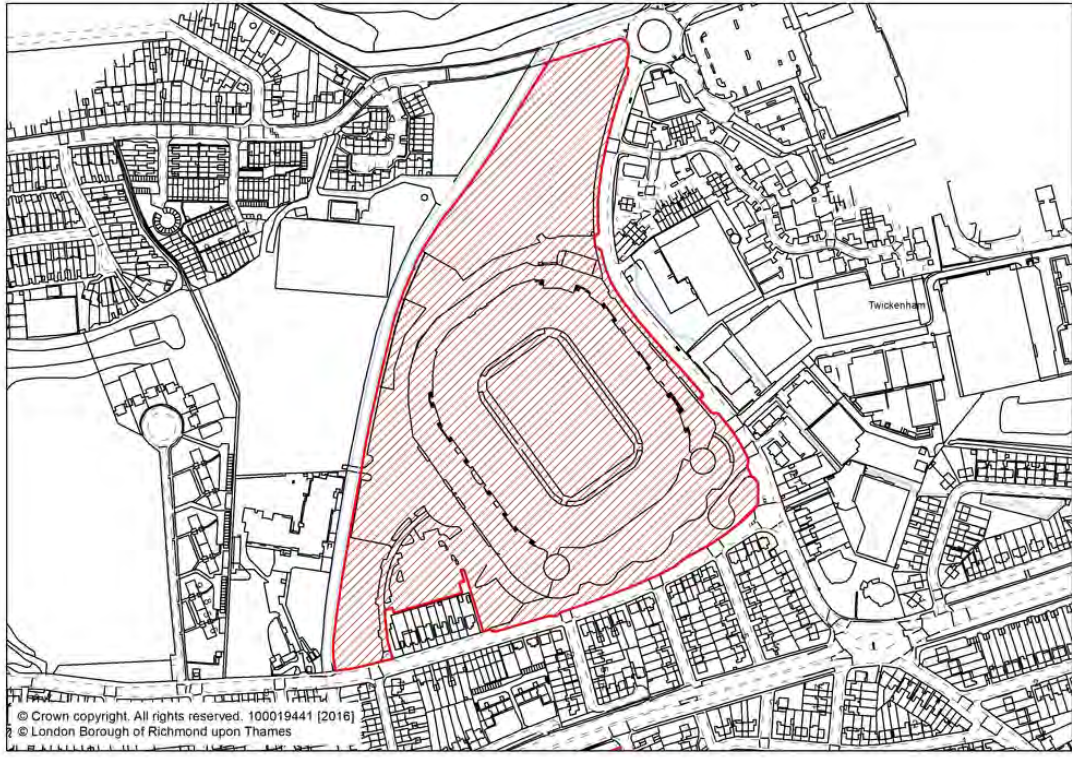 Twickenham
© Crown copyright. All rights reserved. 100019441 [2016]
© London Borough of Richmond upon Thames